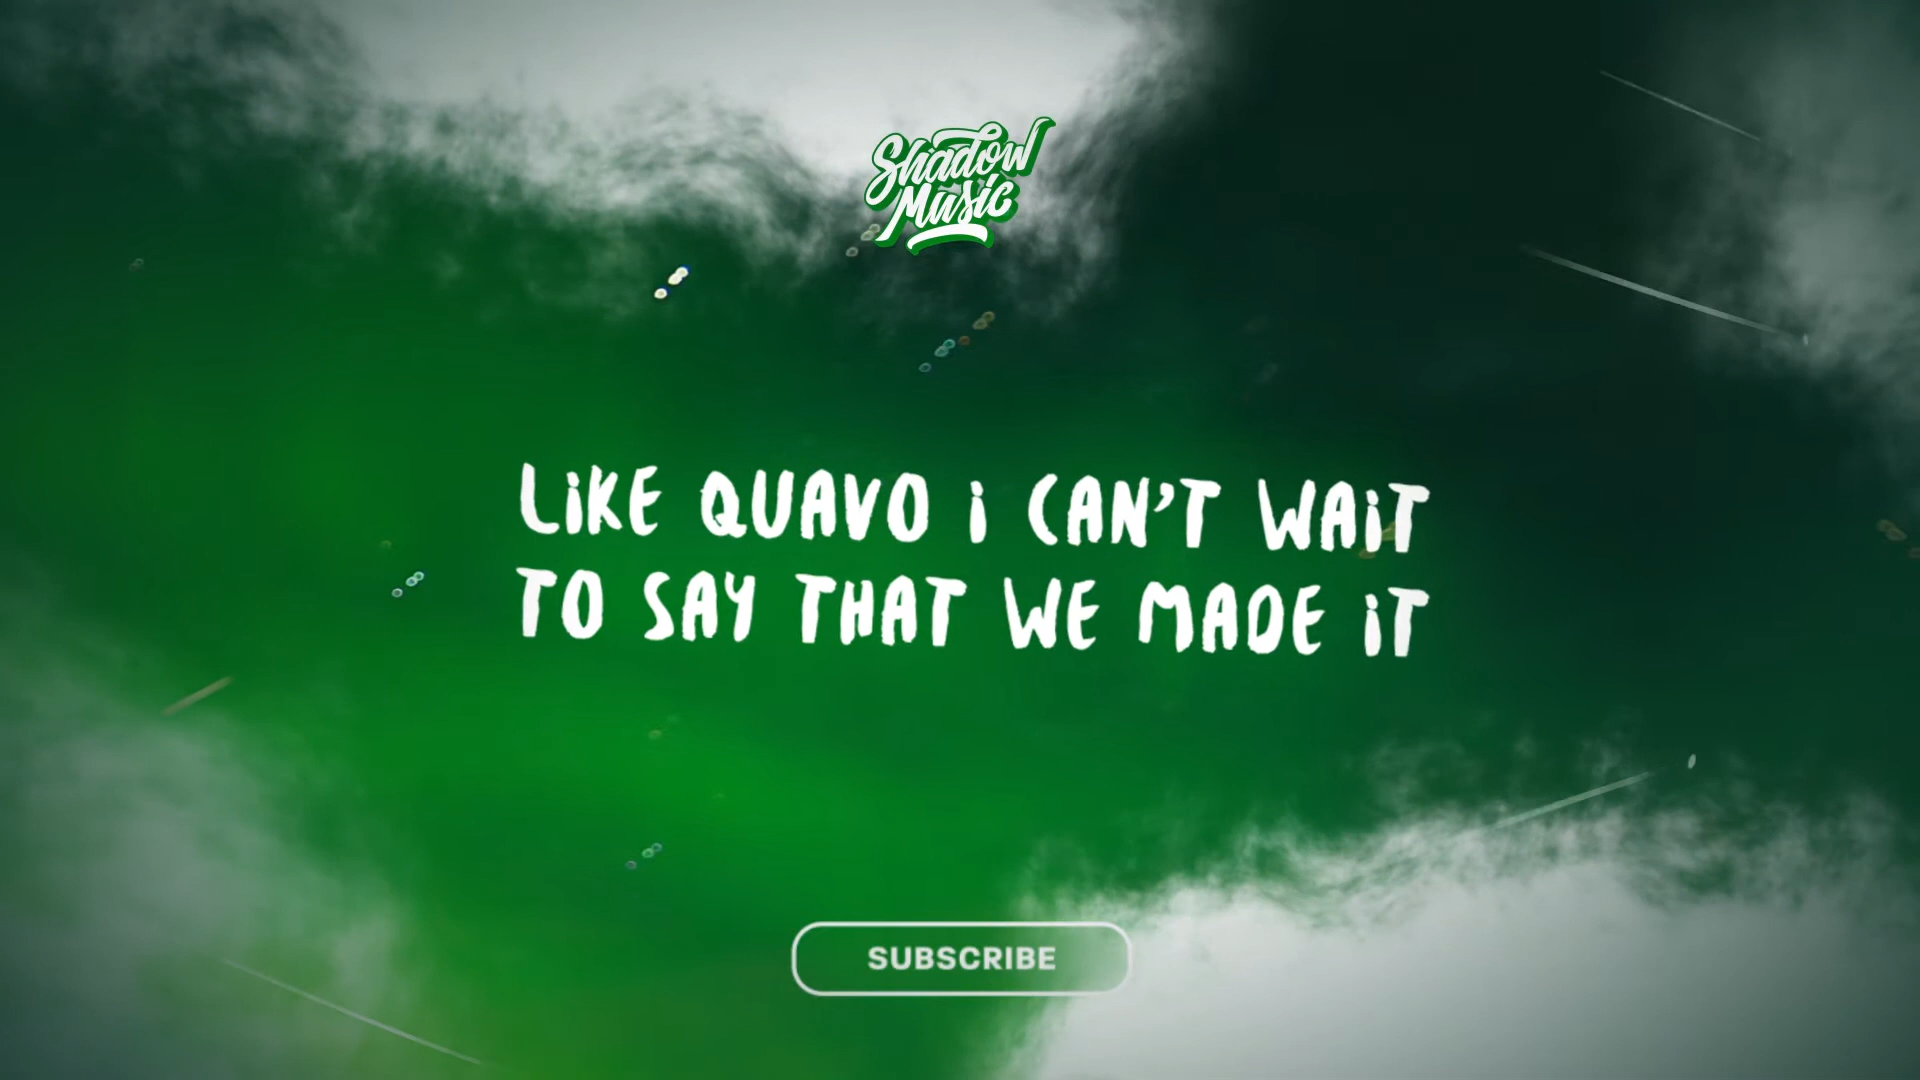 Shadow
Music
LiKE QUAVO i CAN'T WAiT
TO SAY THAT WE MADE iT
SUBSCRIBE